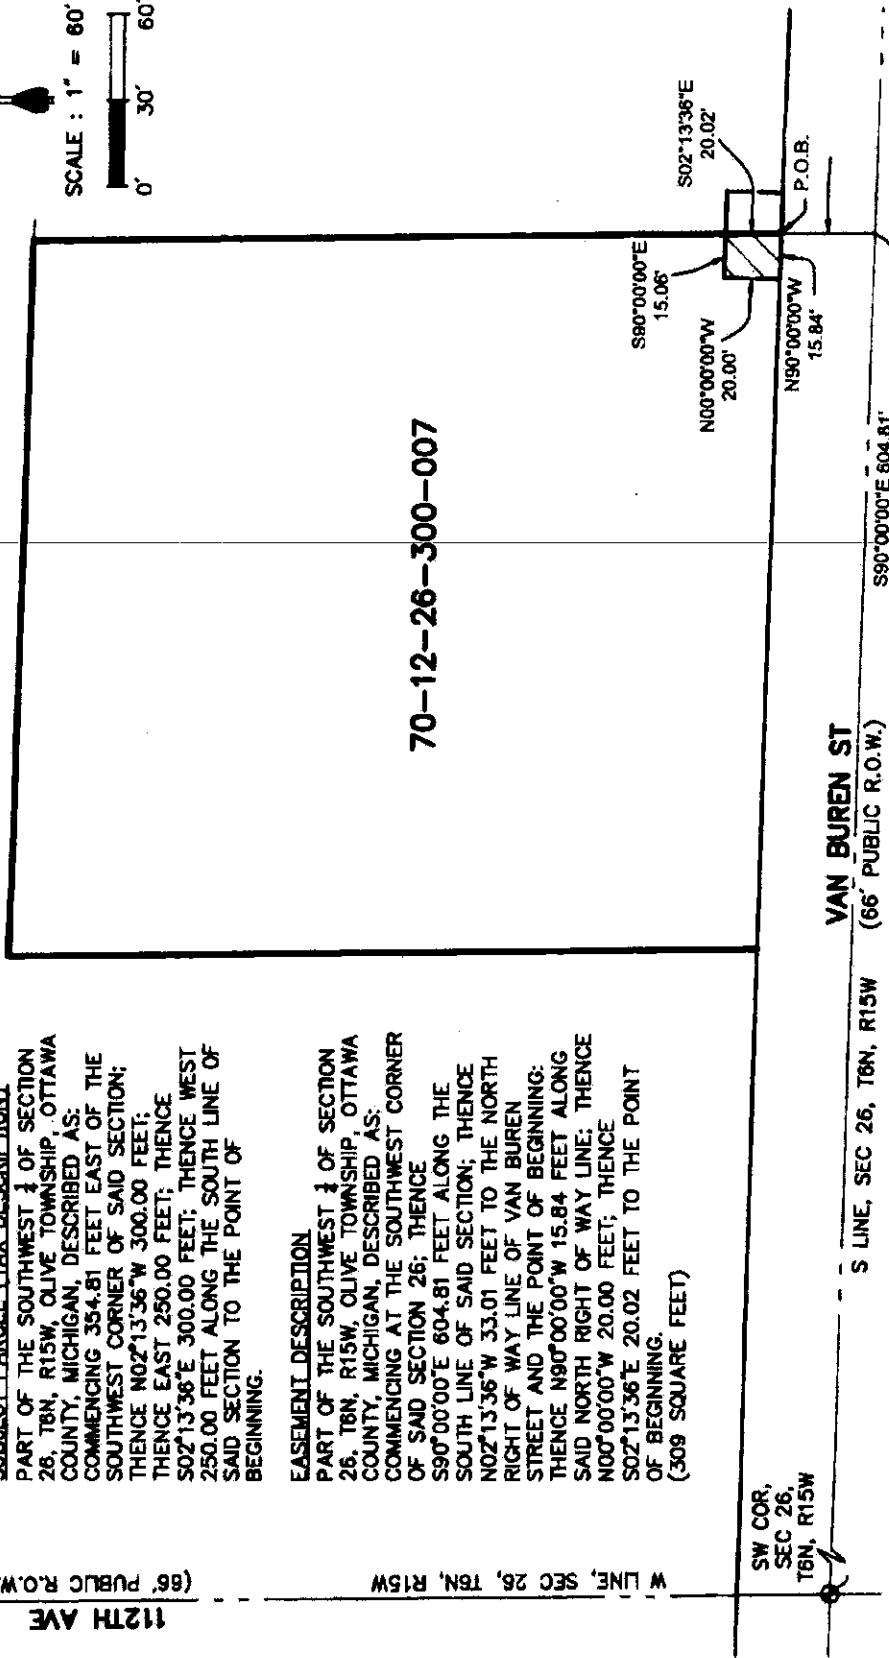 SCALE : 1" = 60'
0' 30' 60'
PART OF THE SOUTHWEST ¼ OF SECTION
26, T6N, R15W, OLIVE TOWNSHIP, OTTAWA
COUNTY, MICHIGAN, DESCRIBED AS:
COMMENCING 354.81 FEET EAST OF THE
SOUTHWEST CORNER OF SAID SECTION;
THENCE N02°13'36"W 300.00 FEET;
THENCE EAST 250.00 FEET; THENCE
S02°13'36"E 300.00 FEET; THENCE WEST
250.00 FEET ALONG THE SOUTH LINE OF
SAID SECTION TO THE POINT OF
BEGINNING.
EASEMENT DESCRIPTION
PART OF THE SOUTHWEST ¼ OF SECTION
26, T6N, R15W, OLIVE TOWNSHIP, OTTAWA
COUNTY, MICHIGAN, DESCRIBED AS:
COMMENCING AT THE SOUTHWEST CORNER
OF SAID SECTION 26; THENCE
S90°00'00"E 604.81 FEET ALONG THE
SOUTH LINE OF SAID SECTION; THENCE
N02°13'36"W 33.01 FEET TO THE NORTH
RIGHT OF WAY LINE OF VAN BUREN
STREET AND THE POINT OF BEGINNING:
THENCE N90°00'00"W 15.84 FEET ALONG
SAID NORTH RIGHT OF WAY LINE; THENCE
N00°00'00"W 20.00 FEET; THENCE
S02°13'36"E 20.02 FEET TO THE POINT
OF BEGINNING.
(309 SQUARE FEET)
70-12-26-300-007
S90°00'00"E
15.06'
S02°13'36"E
20.02'
N00°00'00"W
20.00'
N90°00'00"W
15.84'
P.O.B.
112TH AVE
(66' PUBLIC R.O.W.
W LINE, SEC 26, T6N, R15W
SW COR,
SEC 26,
T6N, R15W
VAN BUREN ST
S LINE, SEC 26, T6N, R15W (66' PUBLIC R.O.W.)
S90°00'00"E 604.81'